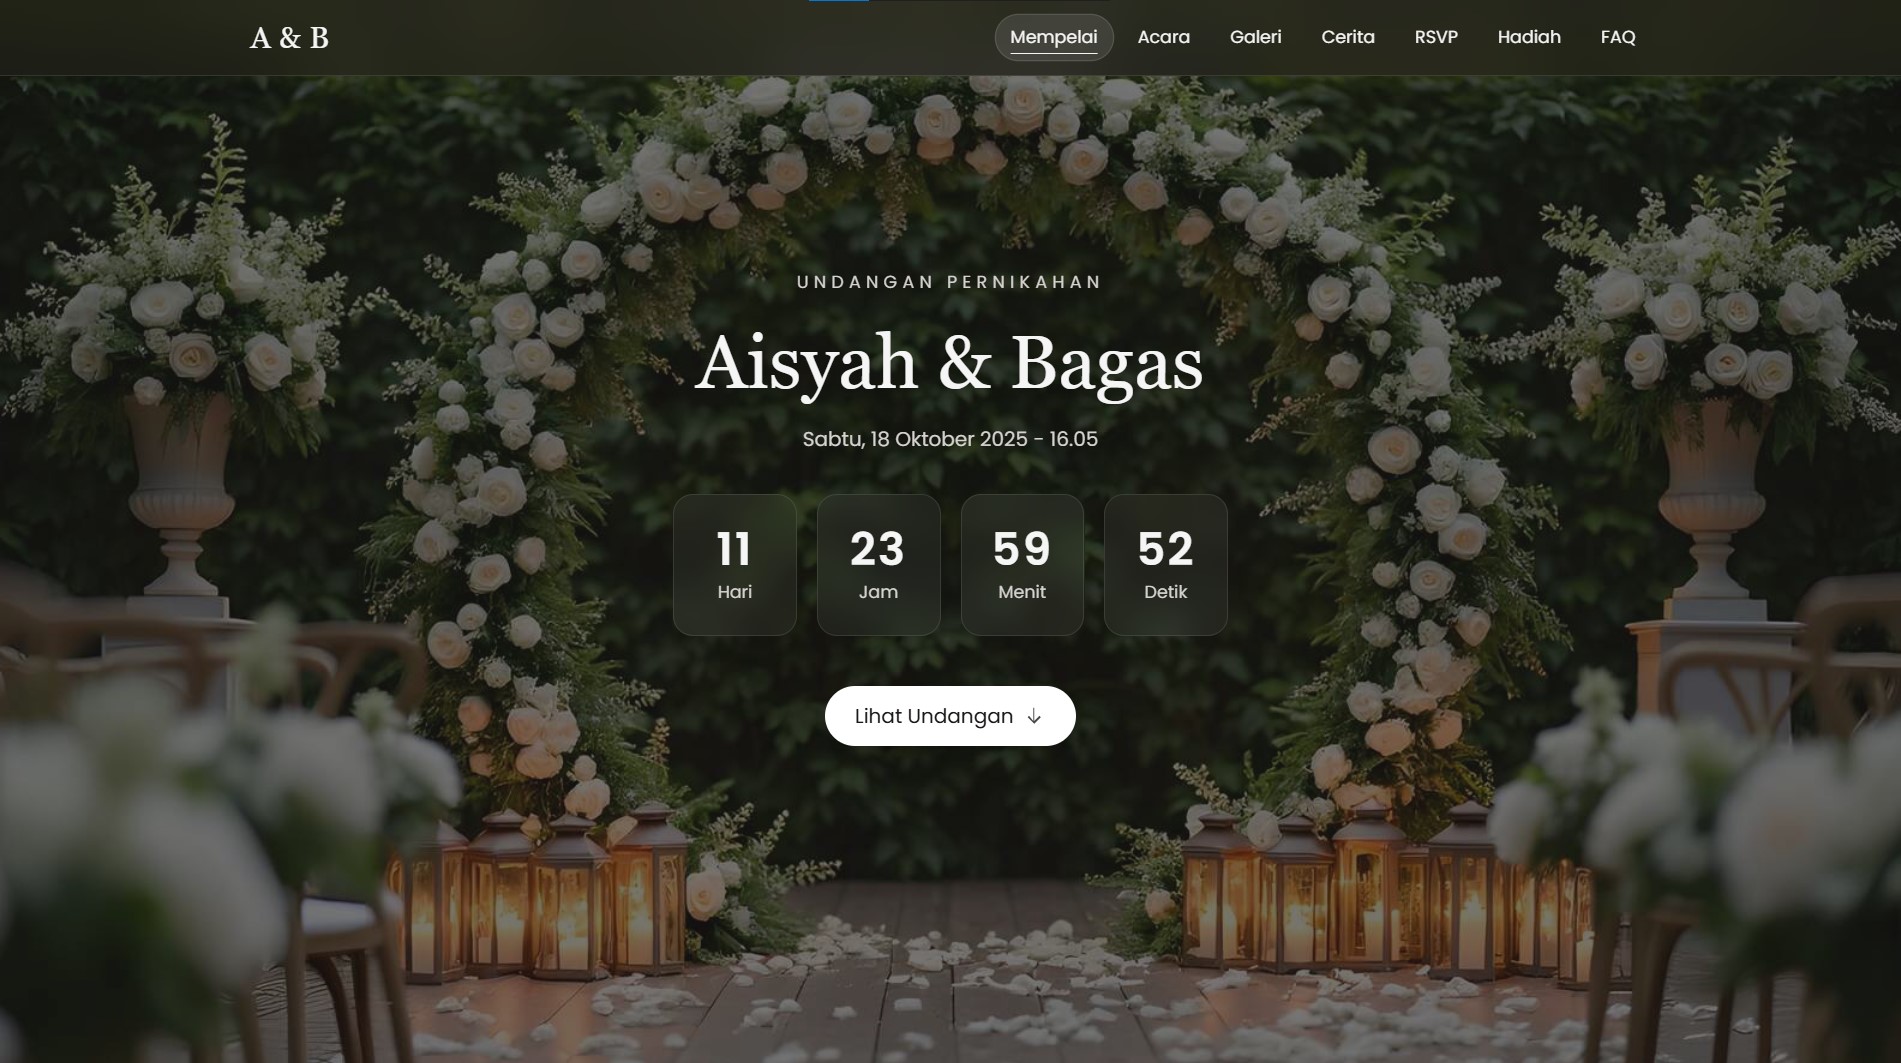 A & B
Mempelai Acara Galeri Cerita RSVP Hadiah FAQ
UNDANGAN PERNIKAHAN
Aisyah & Bagas
Sabtu, 18 Oktober 2025 - 16.05
11 23 59 52
Hari Jam Menit Detik
Lihat Undangan ↓